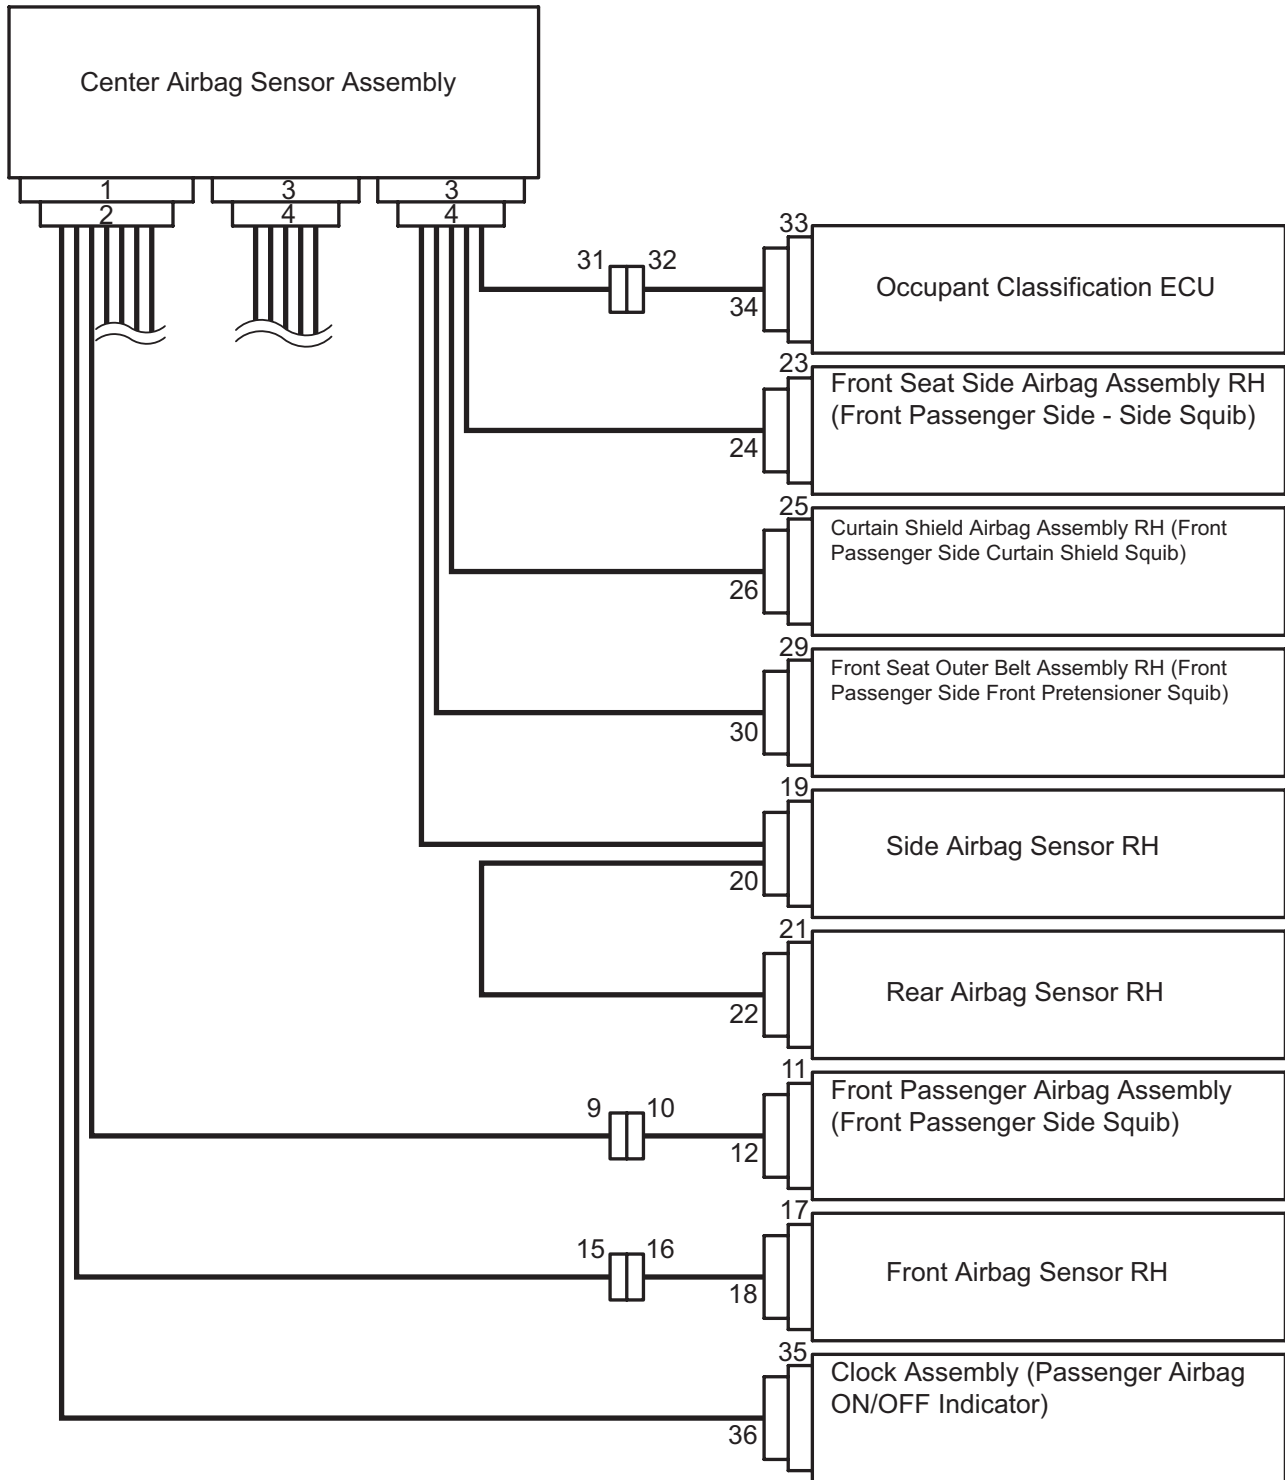 Center Airbag Sensor Assembly
1 3 3
2 4 4
33
31 32
Occupant Classification ECU
34
23
Front Seat Side Airbag Assembly RH
(Front Passenger Side - Side Squib)
24
25
Curtain Shield Airbag Assembly RH (Front
Passenger Side Curtain Shield Squib)
26
29
Front Seat Outer Belt Assembly RH (Front
Passenger Side Front Pretensioner Squib)
30
19
Side Airbag Sensor RH
20
21
Rear Airbag Sensor RH
22
11
Front Passenger Airbag Assembly
9 10
(Front Passenger Side Squib)
12
17
15 16
Front Airbag Sensor RH
18
35
Clock Assembly (Passenger Airbag
ON/OFF Indicator)
36